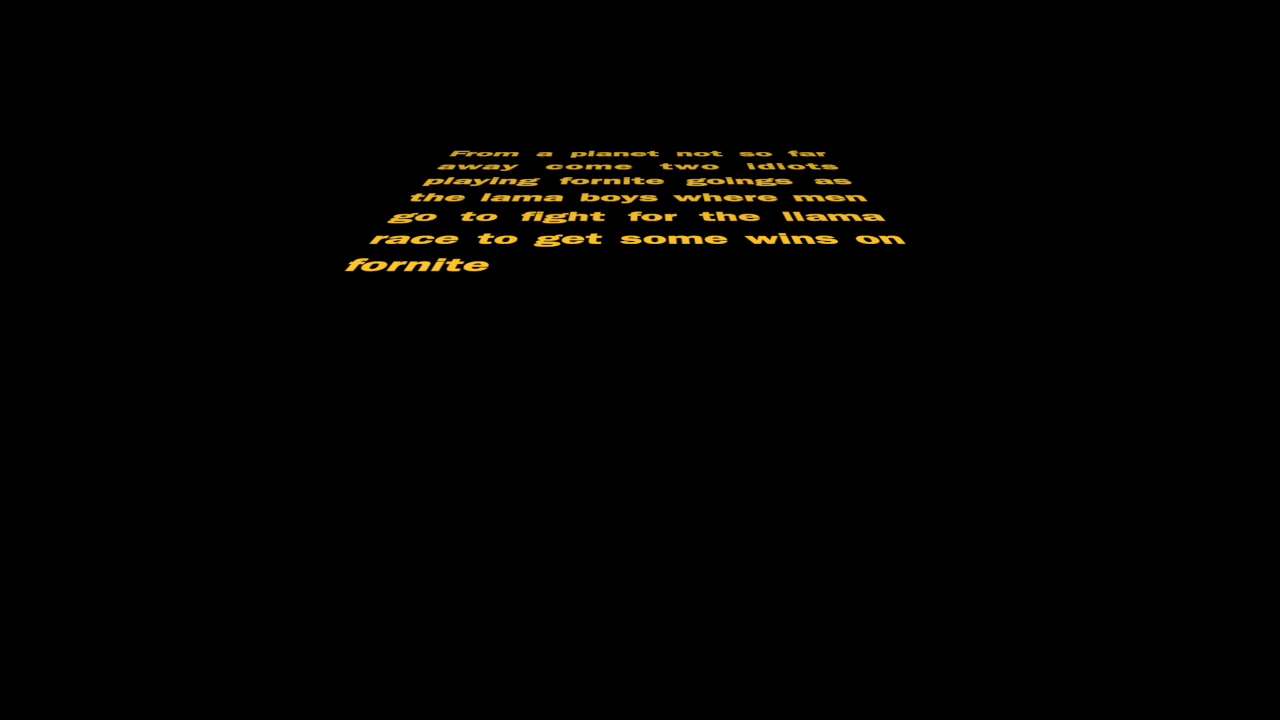 From a planet not so far
away come two idiots
playing fornite goings as
the lama boys where men
go to fight for the llama
race to get some wins on
fornite